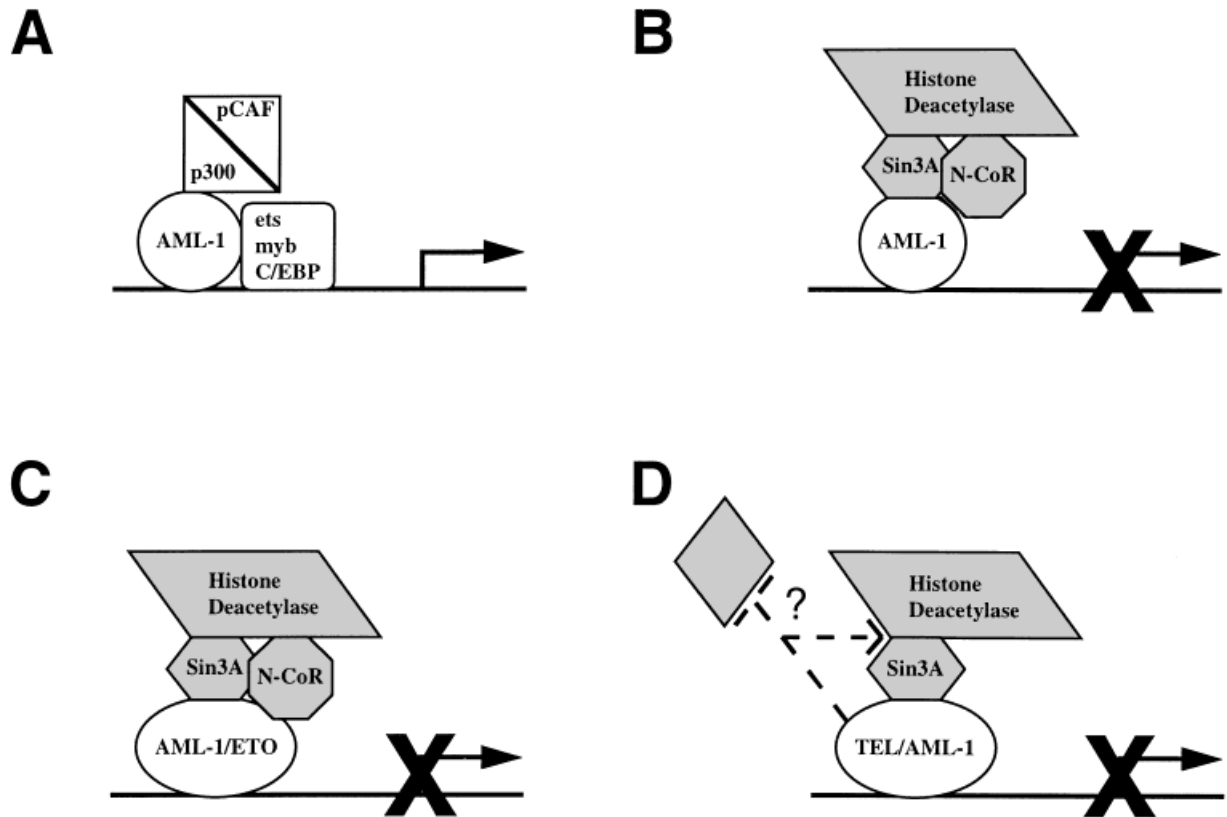 A
pCAF
p300
AML-1
ets
myb
C/EBP
B
Histone
Deacetylase
Sin3A
N-CoR
AML-1
X
C
Histone
Deacetylase
Sin3A
N-CoR
AML-1/ETO
X
D
?
Histone
Deacetylase
Sin3A
TEL/AML-1
X